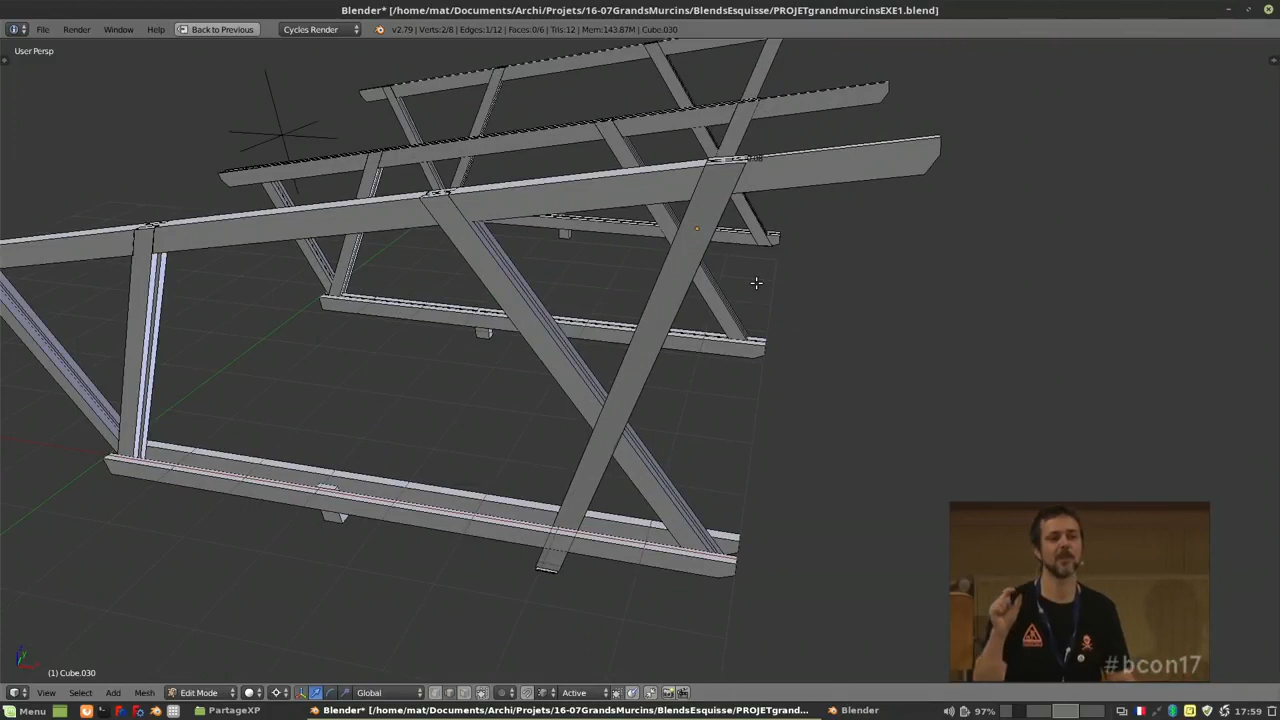 Blender* [/home/mat/Documents/Archi/Projets/16-07GrandsMurcins/BlendsEsquisse/PROJETgrandmurcinsEXE1.blend]
File Render Window Help Back to Previous Cycles Render v2.79 | Verts:2/8 | Edges:1/12 | Faces:0/6 | Tris:12 | Mem:143.87M | Cube.030
User Persp
(1) Cube.030
#bcon17
View Select Add Mesh Edit Mode Global Active
Menu PartageXP Blender* [/home/mat/Documents/Archi/Projets/16-07GrandsMurcins/BlendsEsquisse/PROJETgrand... Blender 97% 17:59